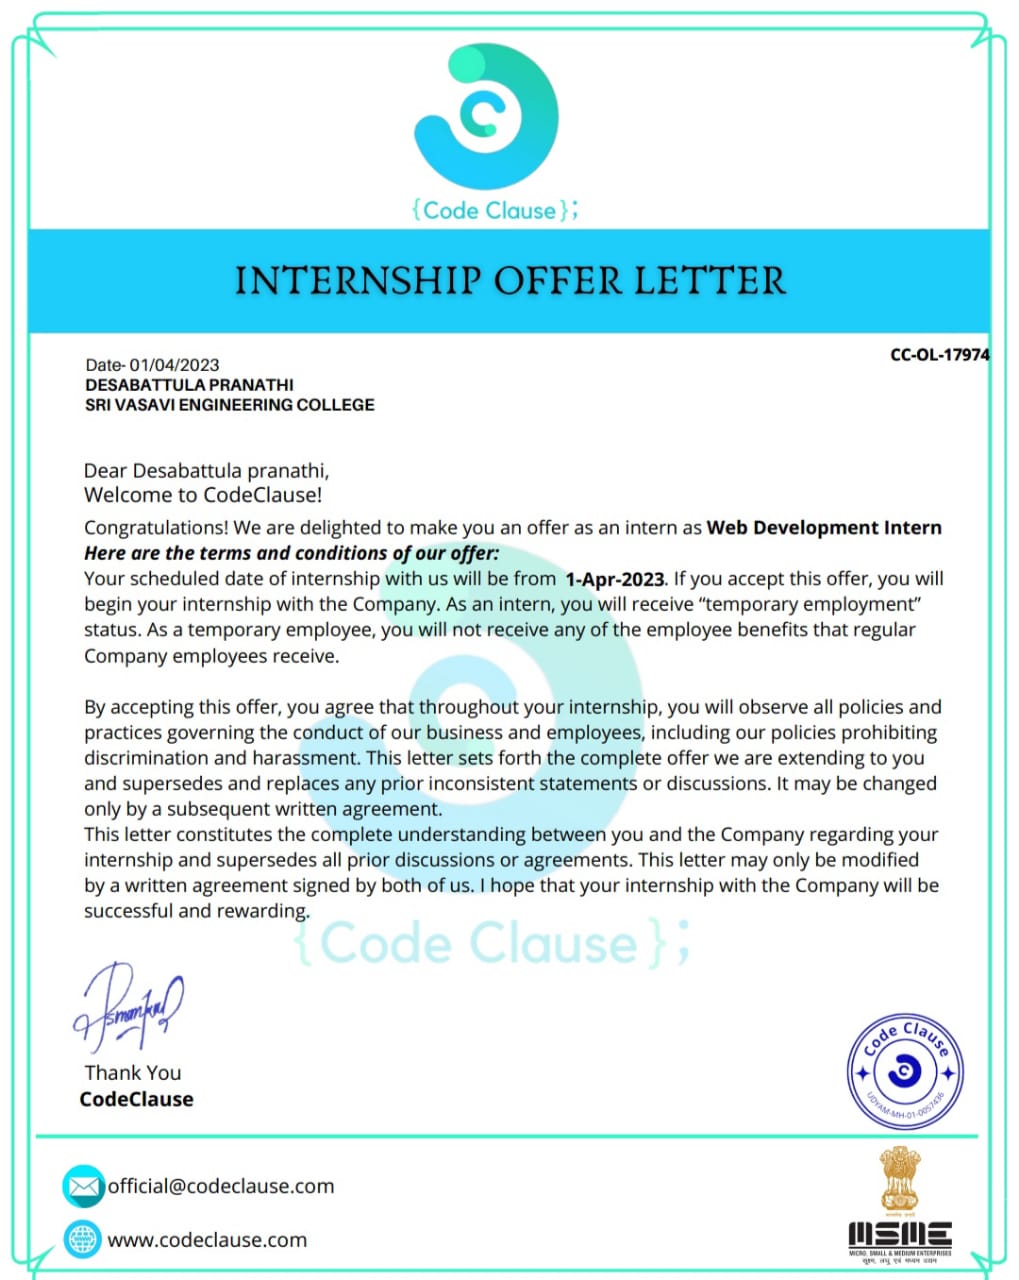 {Code Clause};
INTERNSHIP OFFER LETTER
CC-OL-17974
Date- 01/04/2023
DESABATTULA PRANATHI
SRI VASAVI ENGINEERING COLLEGE
Dear Desabattula pranathi,
Welcome to CodeClause!
Congratulations! We are delighted to make you an offer as an intern as Web Development Intern
Here are the terms and conditions of our offer:
Your scheduled date of internship with us will be from 1-Apr-2023. If you accept this offer, you will
begin your internship with the Company. As an intern, you will receive “temporary employment”
status. As a temporary employee, you will not receive any of the employee benefits that regular
Company employees receive.
By accepting this offer, you agree that throughout your internship, you will observe all policies and
practices governing the conduct of our business and employees, including our policies prohibiting
discrimination and harassment. This letter sets forth the complete offer we are extending to you
and supersedes and replaces any prior inconsistent statements or discussions. It may be changed
only by a subsequent written agreement.
This letter constitutes the complete understanding between you and the Company regarding your
internship and supersedes all prior discussions or agreements. This letter may only be modified
by a written agreement signed by both of us. I hope that your internship with the Company will be
successful and rewarding.
{Code Clause};
Thank You
CodeClause
Code Clause
UDYAM-MH-01-0057436
official@codeclause.com
www.codeclause.com
MSME
MICRO, SMALL & MEDIUM ENTERPRISES
सूक्ष्म, लघु एवं मध्यम उद्यम